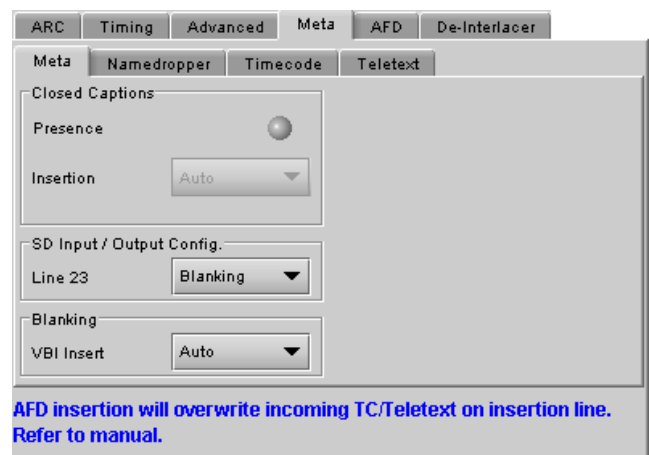 ARC Timing Advanced Meta AFD De-Interlacer
Meta Namedropper Timecode Teletext
Closed Captions
Presence
Insertion Auto
SD Input / Output Config.
Line 23 Blanking
Blanking
VBI Insert Auto
AFD insertion will overwrite incoming TC/Teletext on insertion line.
Refer to manual.